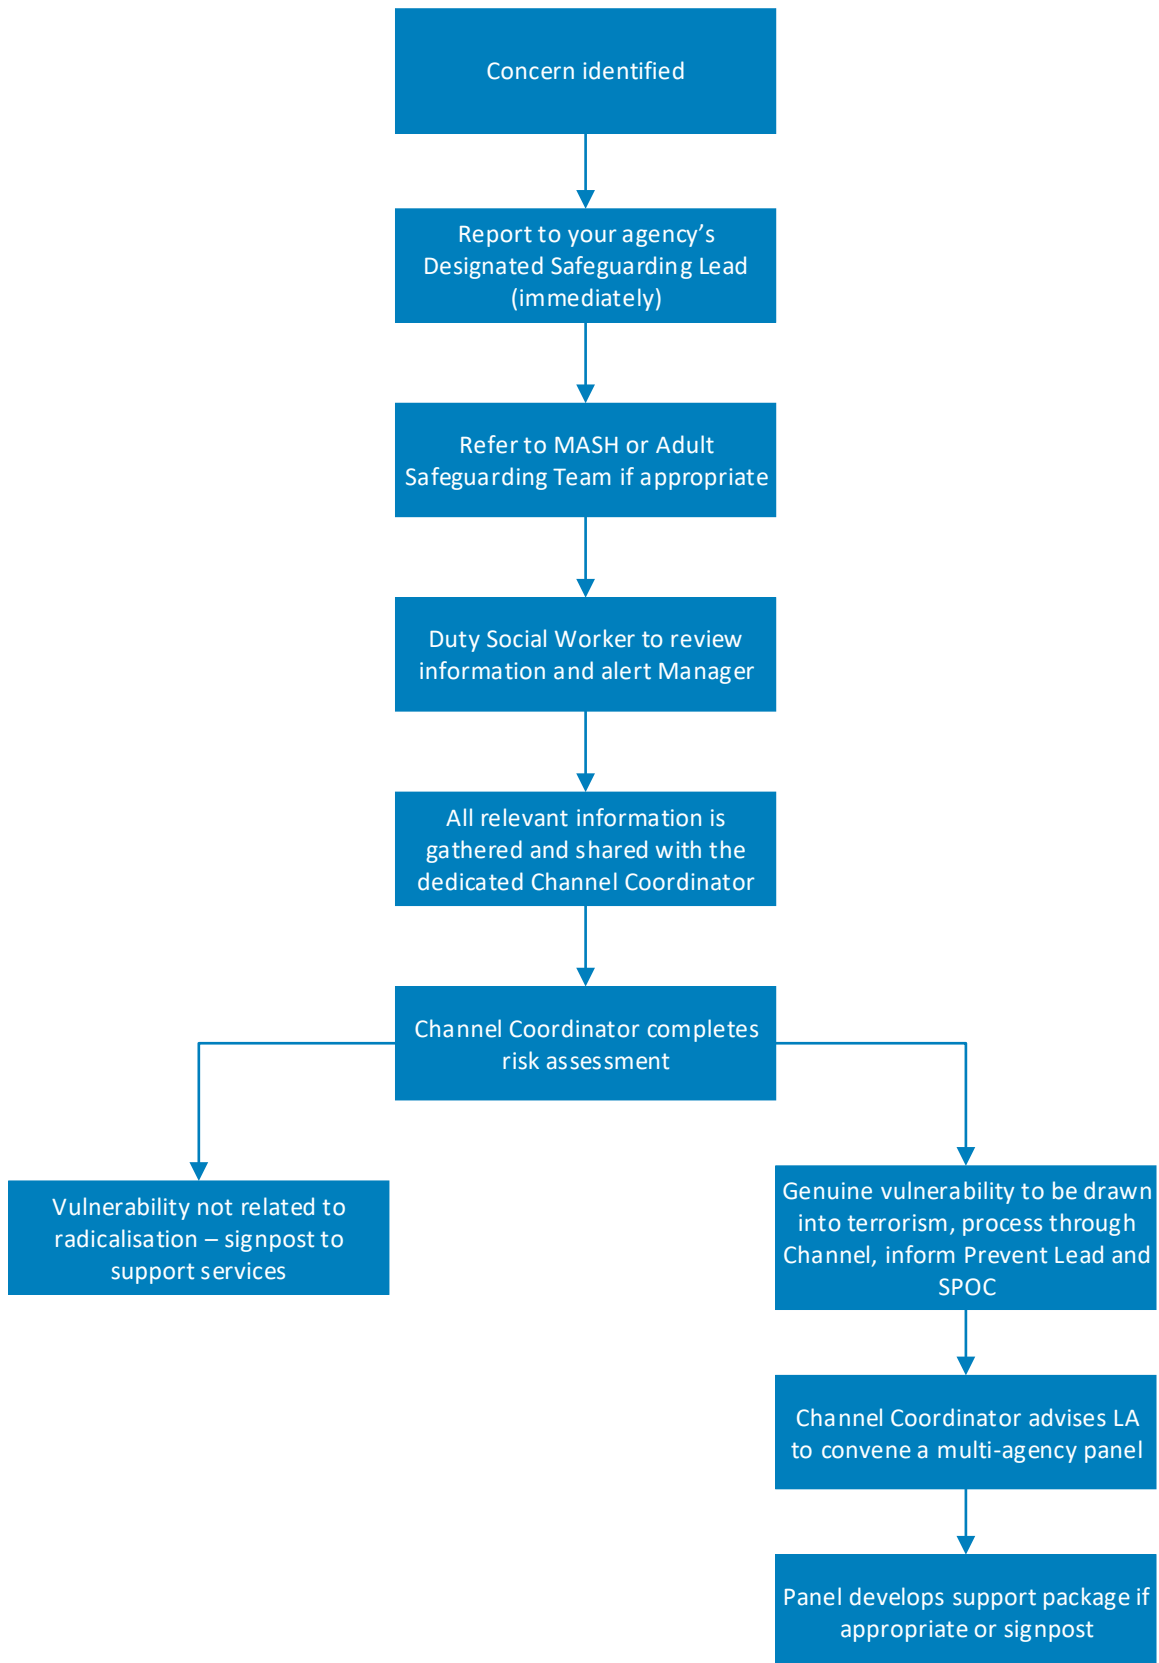 Concern identified
Report to your agency’s
Designated Safeguarding Lead
(immediately)
Refer to MASH or Adult
Safeguarding Team if appropriate
Duty Social Worker to review
information and alert Manager
All relevant information is
gathered and shared with the
dedicated Channel Coordinator
Channel Coordinator completes
risk assessment
Vulnerability not related to
radicalisation – signpost to
support services
Genuine vulnerability to be drawn
into terrorism, process through
Channel, inform Prevent Lead and
SPOC
Channel Coordinator advises LA
to convene a multi-agency panel
Panel develops support package if
appropriate or signpost